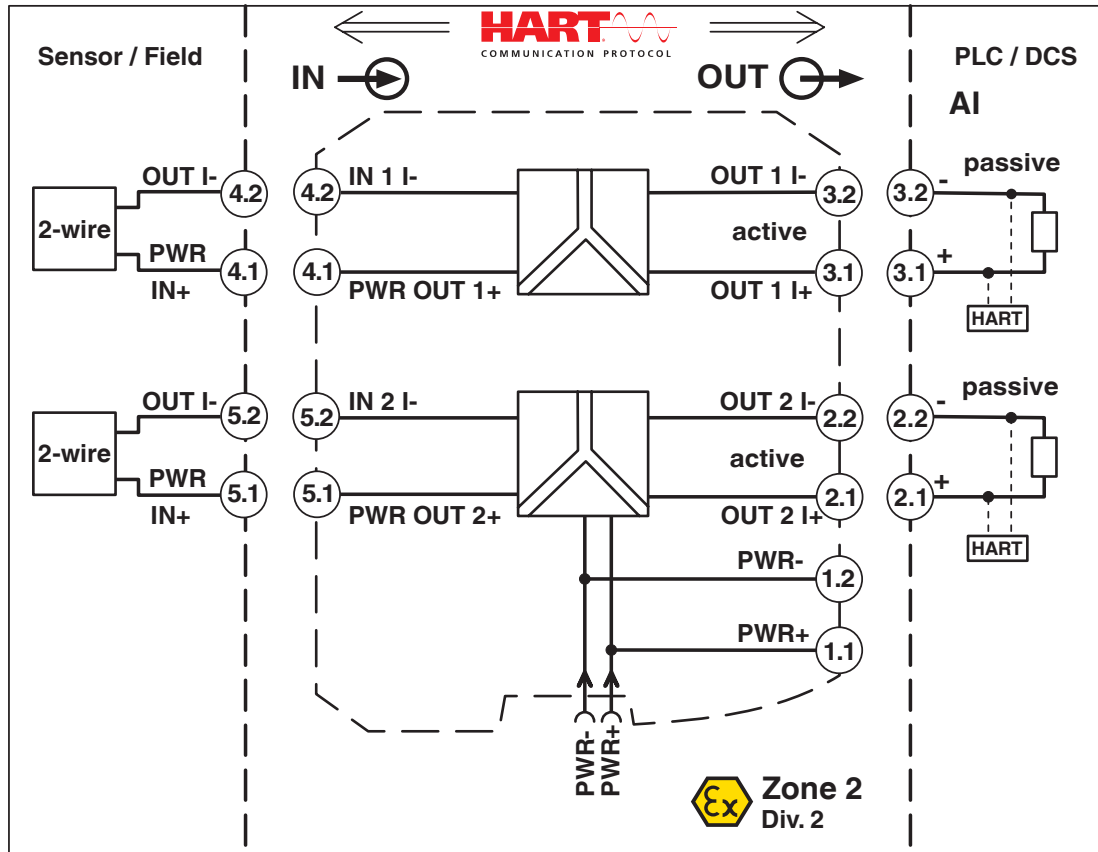 HART
COMMUNICATION PROTOCOL
Sensor / Field
IN
OUT
PLC / DCS
AI
OUT I-
4.2
4.2
IN 1 I-
OUT 1 I-
3.2
3.2
-
passive
2-wire
PWR
IN+
4.1
4.1
PWR OUT 1+
active
OUT 1 I+
3.1
3.1
+
HART
OUT I-
5.2
5.2
IN 2 I-
OUT 2 I-
2.2
2.2
-
passive
2-wire
PWR
IN+
5.1
5.1
PWR OUT 2+
active
OUT 2 I+
2.1
2.1
+
HART
PWR-
1.2
PWR+
1.1
PWR-
PWR+
Ex
Zone 2
Div. 2